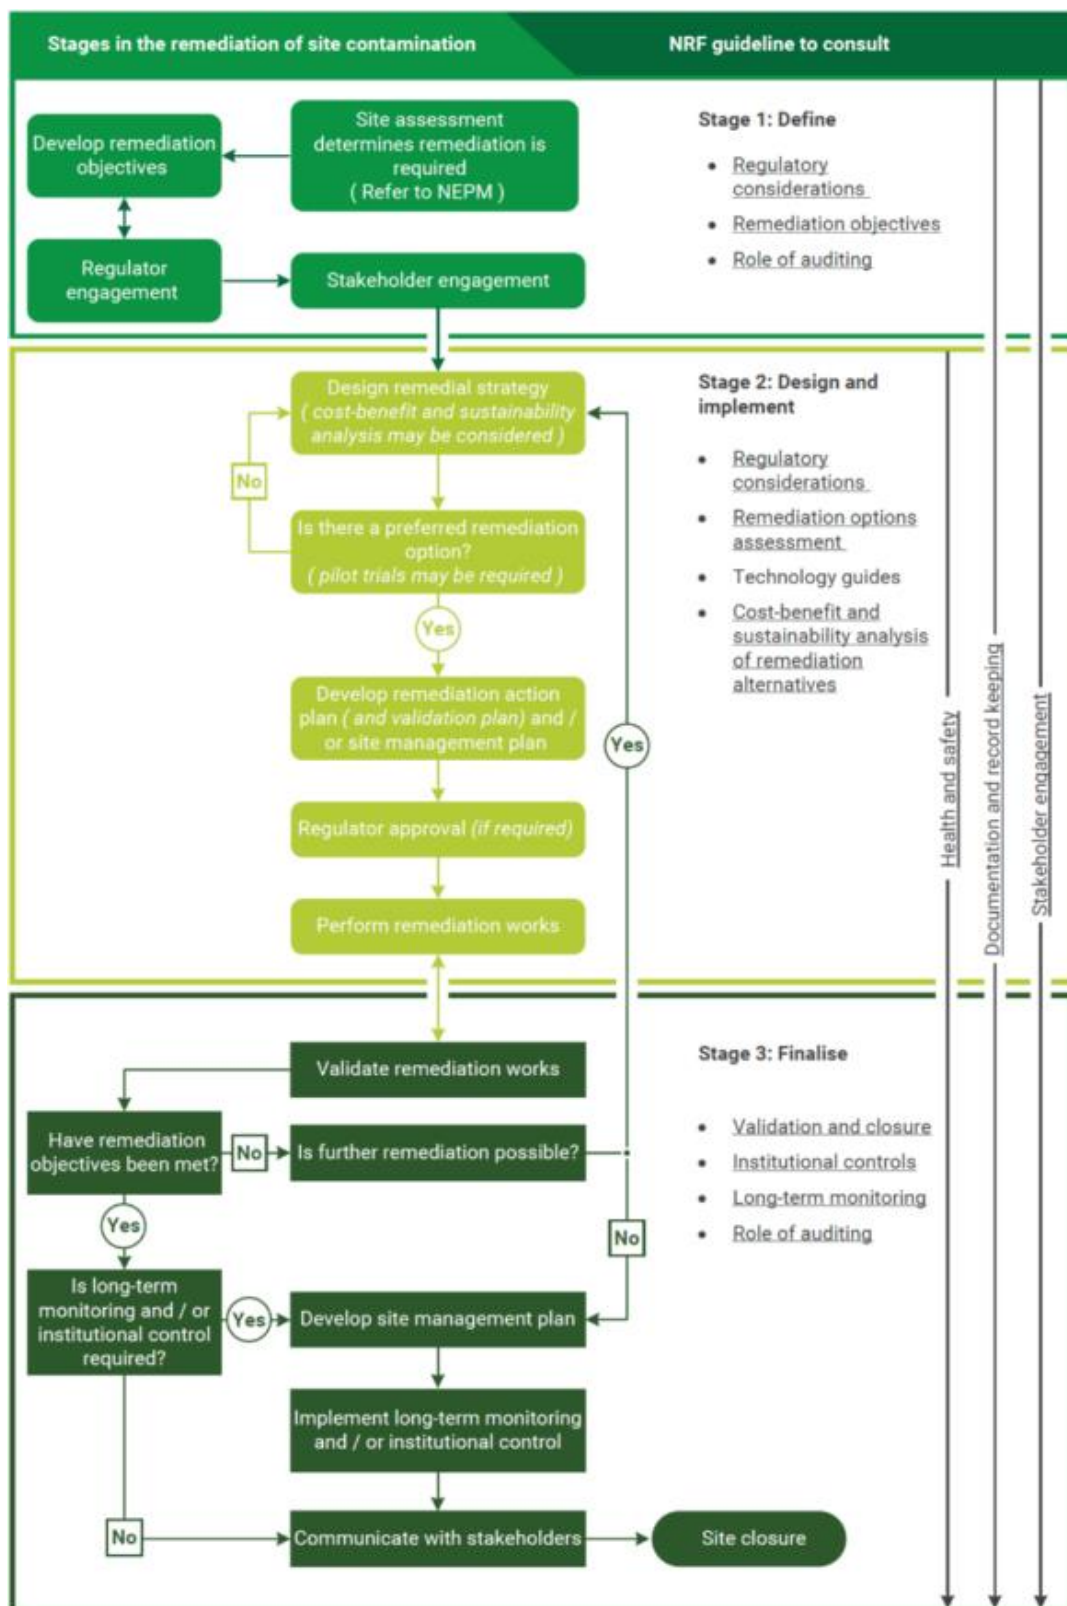 Stages in the remediation of site contamination
NRF guideline to consult
Develop remediation
objectives
Site assessment
determines remediation is
required
( Refer to NEPM )
Regulator
engagement
Stakeholder engagement
Stage 1: Define
• Regulatory
considerations
• Remediation objectives
• Role of auditing
Design remedial strategy
( cost-benefit and sustainability
analysis may be considered )
No
Is there a preferred remediation
option?
( pilot trials may be required )
Yes
Develop remediation action
plan ( and validation plan) and /
or site management plan
Yes
Regulator approval (if required)
Perform remediation works
Stage 2: Design and
implement
• Regulatory
considerations
• Remediation options
assessment
• Technology guides
• Cost-benefit and
sustainability analysis
of remediation
alternatives
Health and safety
Documentation and record keeping
Stakeholder engagement
Validate remediation works
Have remediation
objectives been met?
No
Is further remediation possible?
Yes
No
Is long-term
monitoring and / or
institutional control
required?
Yes
Develop site management plan
Implement long-term monitoring
and / or institutional control
No
Communicate with stakeholders
Site closure
Stage 3: Finalise
• Validation and closure
• Institutional controls
• Long-term monitoring
• Role of auditing